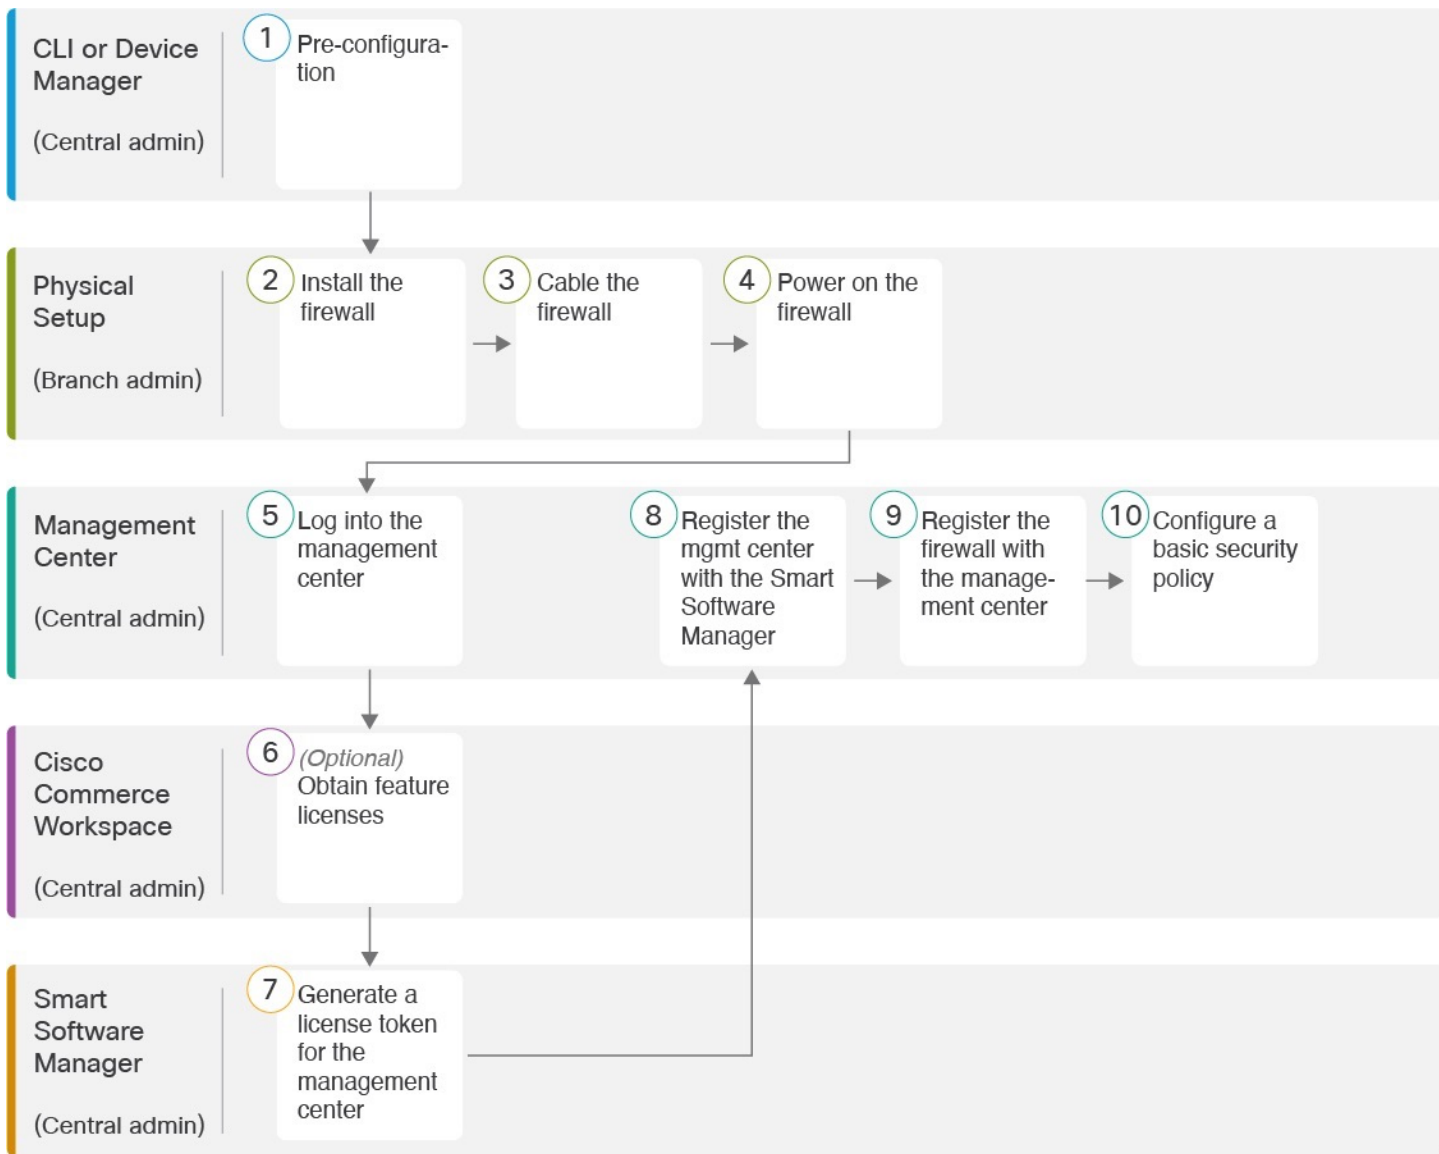 CLI or Device
Manager
(Central admin)
1
Pre-configura-
tion
Physical
Setup
(Branch admin)
2
Install the
firewall
3
Cable the
firewall
4
Power on the
firewall
Management
Center
(Central admin)
5
Log into the
management
center
8
Register the
mgmt center
with the Smart
Software
Manager
9
Register the
firewall with
the manage-
ment center
10
Configure a
basic security
policy
Cisco
Commerce
Workspace
(Central admin)
6
(Optional)
Obtain feature
licenses
Smart
Software
Manager
(Central admin)
7
Generate a
license token
for the
management
center